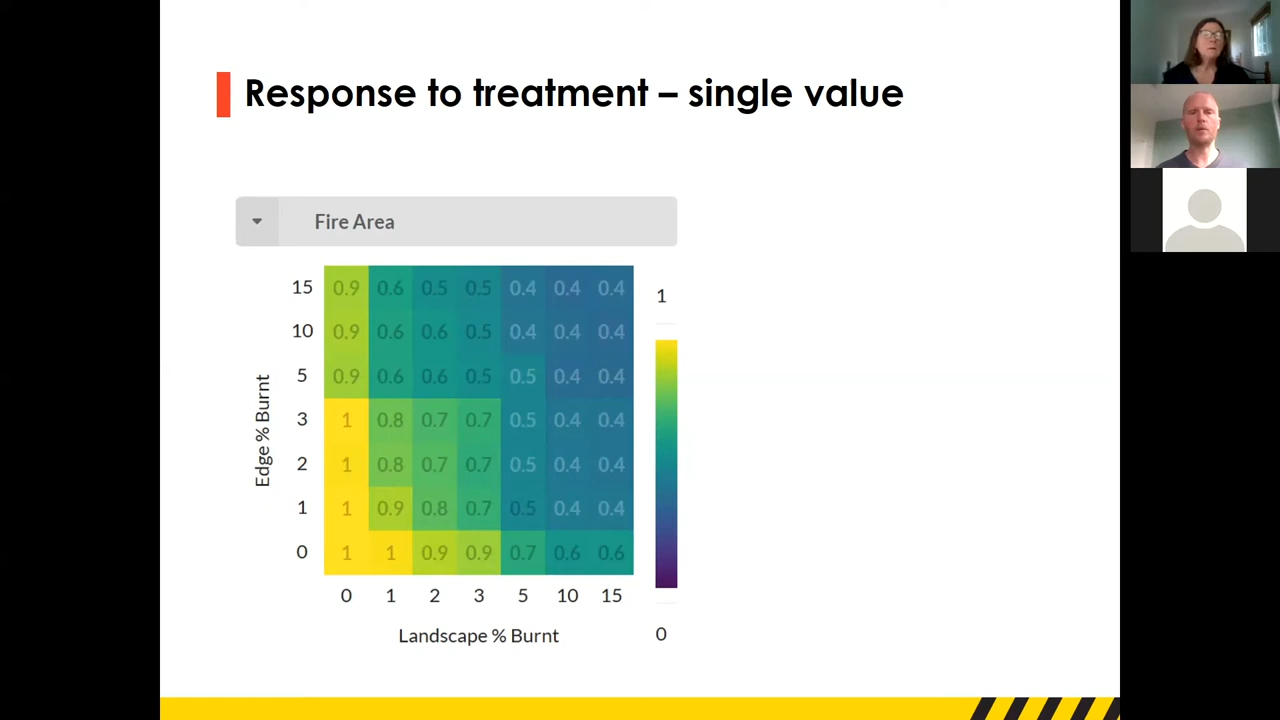 Response to treatment – single value
Fire Area
15 0.9 0.6 0.5 0.5 0.4 0.4 0.4
10 0.9 0.6 0.6 0.5 0.4 0.4 0.4
5 0.9 0.6 0.6 0.5 0.5 0.4 0.4
3 1 0.8 0.7 0.7 0.5 0.4 0.4
2 1 0.8 0.7 0.7 0.5 0.4 0.4
1 1 0.9 0.8 0.7 0.5 0.4 0.4
0 1 1 0.9 0.9 0.7 0.6 0.6
0 1 2 3 5 10 15
Edge % Burnt
Landscape % Burnt
1
0